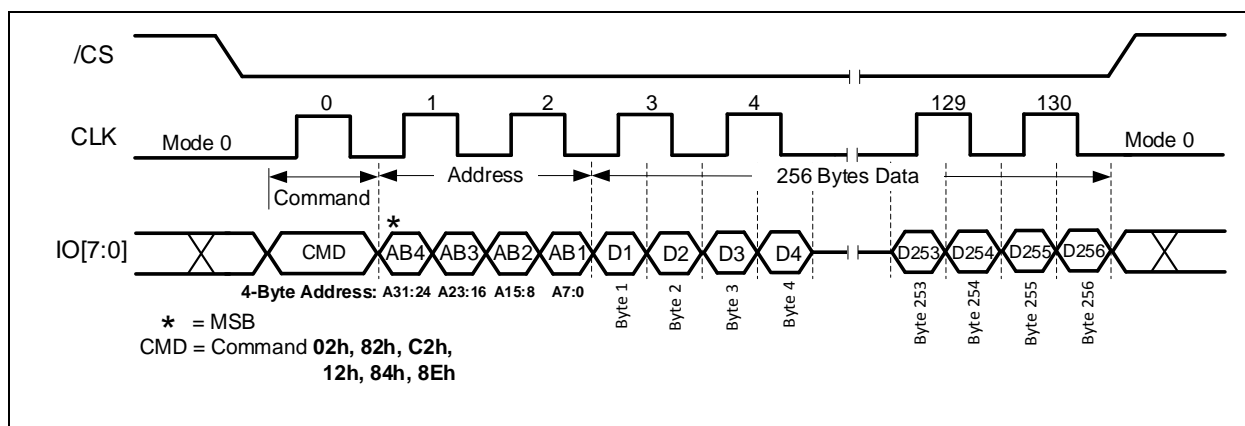 /CS
0 1 2 3 4 129 130
CLK
Mode 0 Mode 0
Command Address 256 Bytes Data
*
IO[7:0] CMD AB4 AB3 AB2 AB1 D1 D2 D3 D4 D253 D254 D255 D256
4-Byte Address: A31:24 A23:16 A15:8 A7:0
Byte 1 Byte 2 Byte 3 Byte 4 Byte 253 Byte 254 Byte 255 Byte 256
* = MSB
CMD = Command 02h, 82h, C2h,
12h, 84h, 8Eh